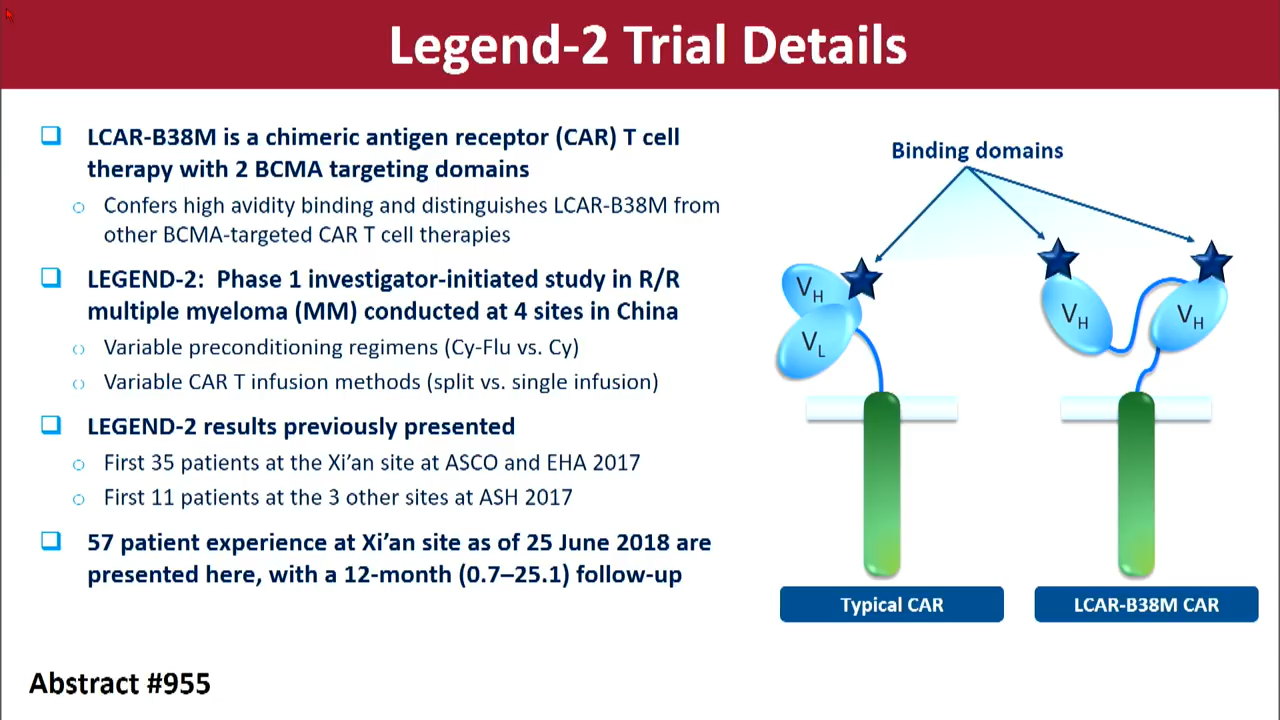 Legend-2 Trial Details
LCAR-B38M is a chimeric antigen receptor (CAR) T cell
therapy with 2 BCMA targeting domains
Confers high avidity binding and distinguishes LCAR-B38M from
other BCMA-targeted CAR T cell therapies
LEGEND-2: Phase 1 investigator-initiated study in R/R
multiple myeloma (MM) conducted at 4 sites in China
Variable preconditioning regimens (Cy-Flu vs. Cy)
Variable CAR T infusion methods (split vs. single infusion)
LEGEND-2 results previously presented
First 35 patients at the Xi’an site at ASCO and EHA 2017
First 11 patients at the 3 other sites at ASH 2017
57 patient experience at Xi’an site as of 25 June 2018 are
presented here, with a 12-month (0.7–25.1) follow-up
Binding domains
VH
VL
VH
VH
Typical CAR
LCAR-B38M CAR
Abstract #955